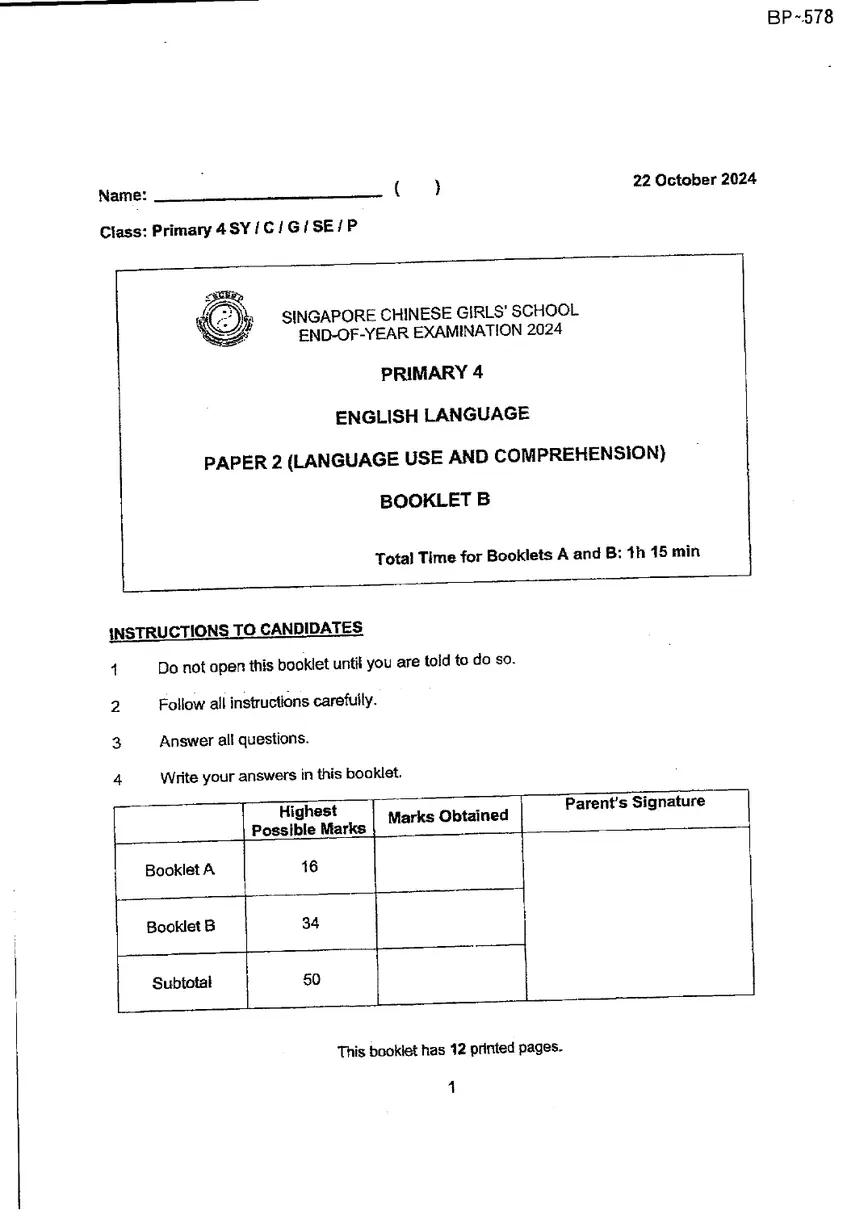 BP~578
Name: ____________________ ( )
22 October 2024
Class: Primary 4 SY / C / G / SE / P
SINGAPORE CHINESE GIRLS' SCHOOL
END-OF-YEAR EXAMINATION 2024
PRIMARY 4
ENGLISH LANGUAGE
PAPER 2 (LANGUAGE USE AND COMPREHENSION)
BOOKLET B
Total Time for Booklets A and B: 1h 15 min
INSTRUCTIONS TO CANDIDATES
1 Do not open this booklet until you are told to do so.
2 Follow all instructions carefully.
3 Answer all questions.
4 Write your answers in this booklet.
Highest Possible Marks
Marks Obtained
Parent's Signature
Booklet A 16
Booklet B 34
Subtotal 50
This booklet has 12 printed pages.
1